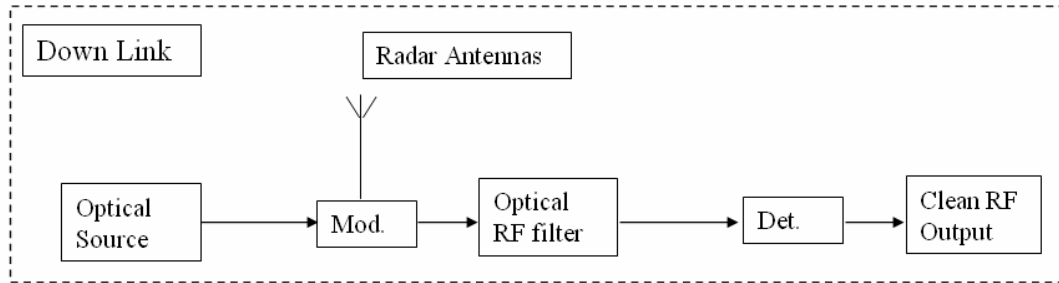 Down Link
Radar Antennas
Optical
Source
Mod.
Optical
RF filter
Det.
Clean RF
Output